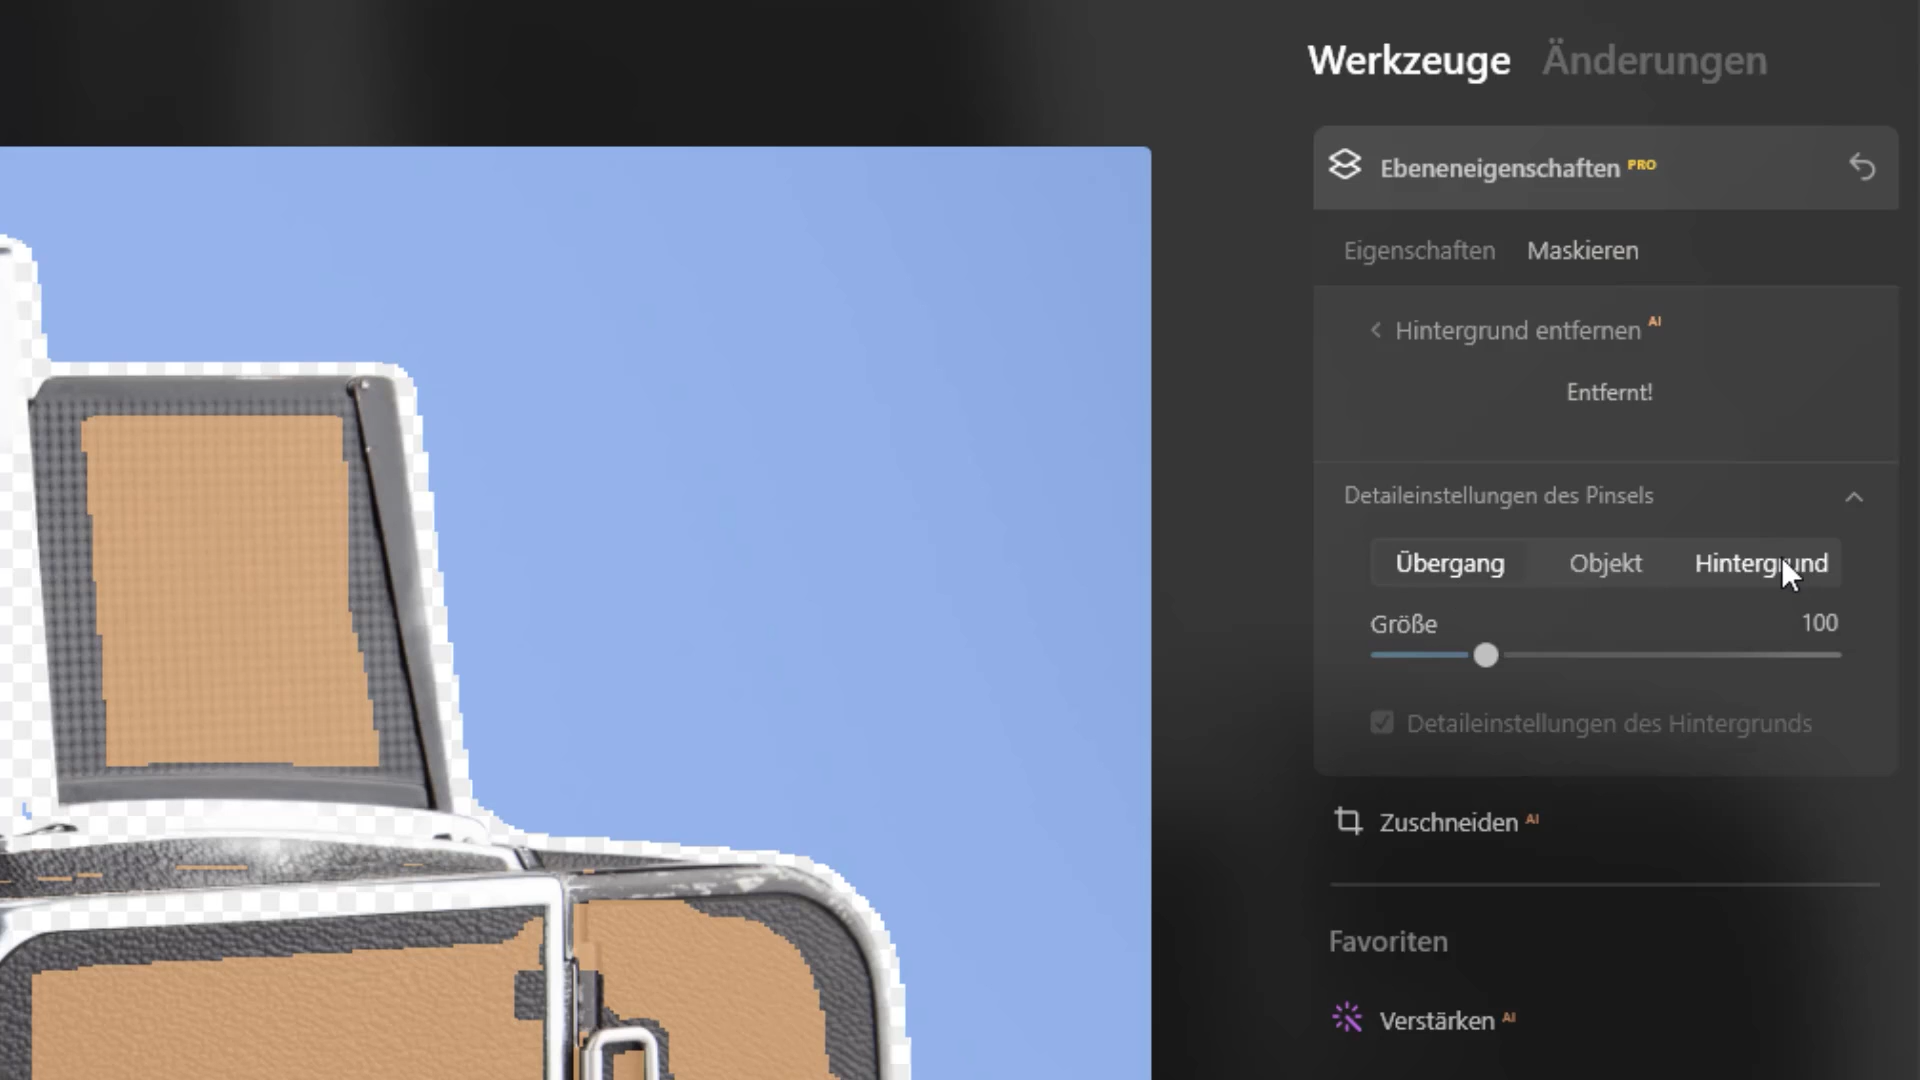 Werkzeuge Änderungen
Ebeneneigenschaften PRO
Eigenschaften Maskieren
Hintergrund entfernen AI
Entfernt!
Detaileinstellungen des Pinsels
Übergang Objekt Hintergrund
Größe 100
Detaileinstellungen des Hintergrunds
Zuschneiden AI
Favoriten
Verstärken AI